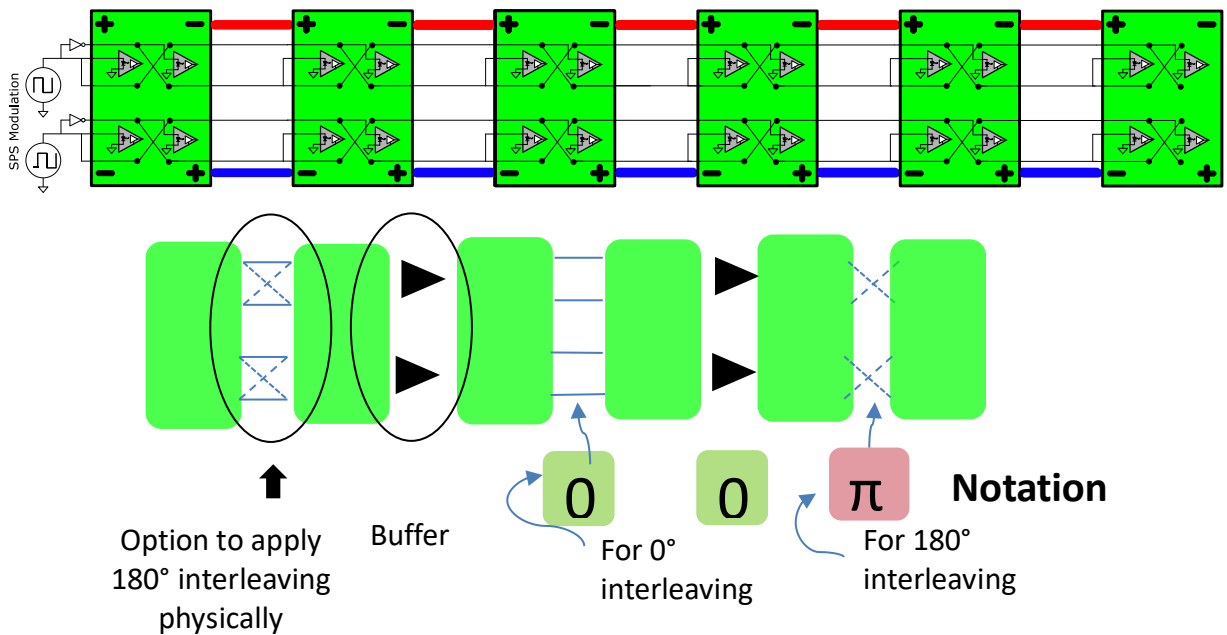 + − + − + − + − + − + −
SPS Modulation
− + − + − + − + − + − +
0
0
π
Notation
Option to apply
180° interleaving
physically
Buffer
For 0°
interleaving
For 180°
interleaving